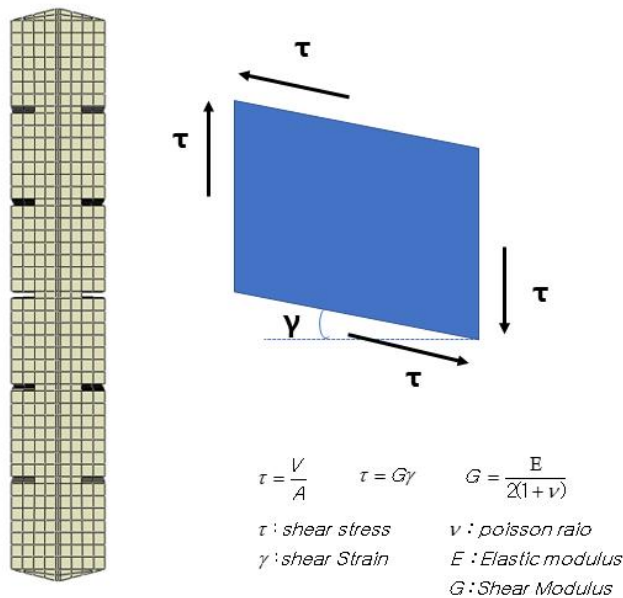 τ
τ
τ
γ
τ
τ = V/A τ = Gγ G = E/2(1 + ν)
τ : shear stress ν : poisson raio
γ : shear Strain E : Elastic modulus
G : Shear Modulus